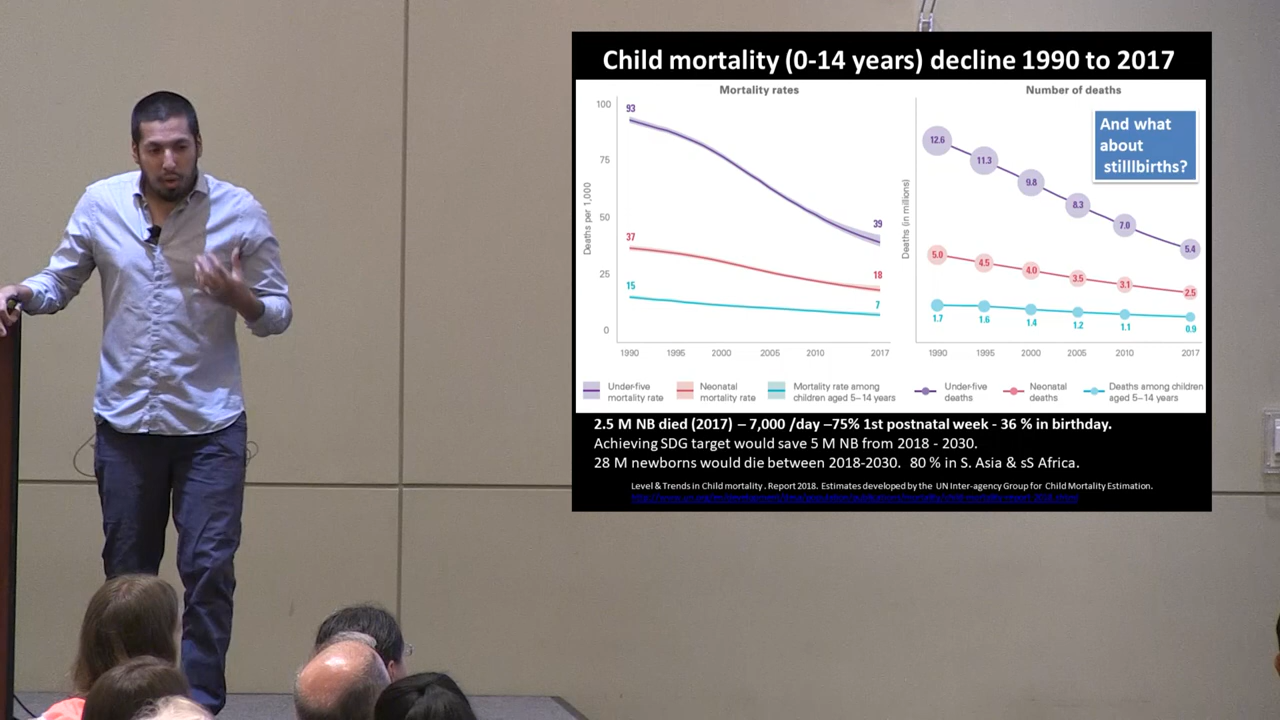 Child mortality (0-14 years) decline 1990 to 2017
Mortality rates
Number of deaths
And what
about
stilllbirths?
Deaths per 1,000
100
75
50
25
0
93
39
37
18
15
7
1990 1995 2000 2005 2010 2017
Deaths (in millions)
12.6 11.3 9.8 8.3 7.0 5.4
5.0 4.5 4.0 3.5 3.1 2.5
1.7 1.6 1.4 1.2 1.1 0.9
1990 1995 2000 2005 2010 2017
Under-five
mortality rate
Neonatal
mortality rate
Mortality rate among
children aged 5–14 years
Under-five
deaths
Neonatal
deaths
Deaths among children
aged 5–14 years
2.5 M NB died (2017) – 7,000 /day –75% 1st postnatal week - 36 % in birthday.
Achieving SDG target would save 5 M NB from 2018 - 2030.
28 M newborns would die between 2018-2030. 80 % in S. Asia & sS Africa.
Level & Trends in Child mortality . Report 2018. Estimates developed by the UN Inter-agency Group for Child Mortality Estimation.